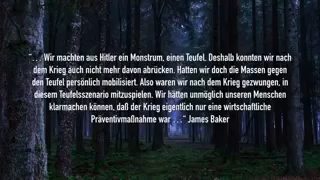 "... Wir machten aus Hitler ein Monstrum, einen Teufel. Deshalb konnten wir nach
dem Krieg auch nicht mehr davon abrücken. Hatten wir doch die Massen gegen
den Teufel persönlich mobilisiert. Also waren wir nach dem Krieg gezwungen, in
diesem Teufelsszenario mitzuspielen. Wir hätten unmöglich unseren Menschen
klarmachen können, daß der Krieg eigentlich nur eine wirtschaftliche
Präventivmaßnahme war ..." James Baker